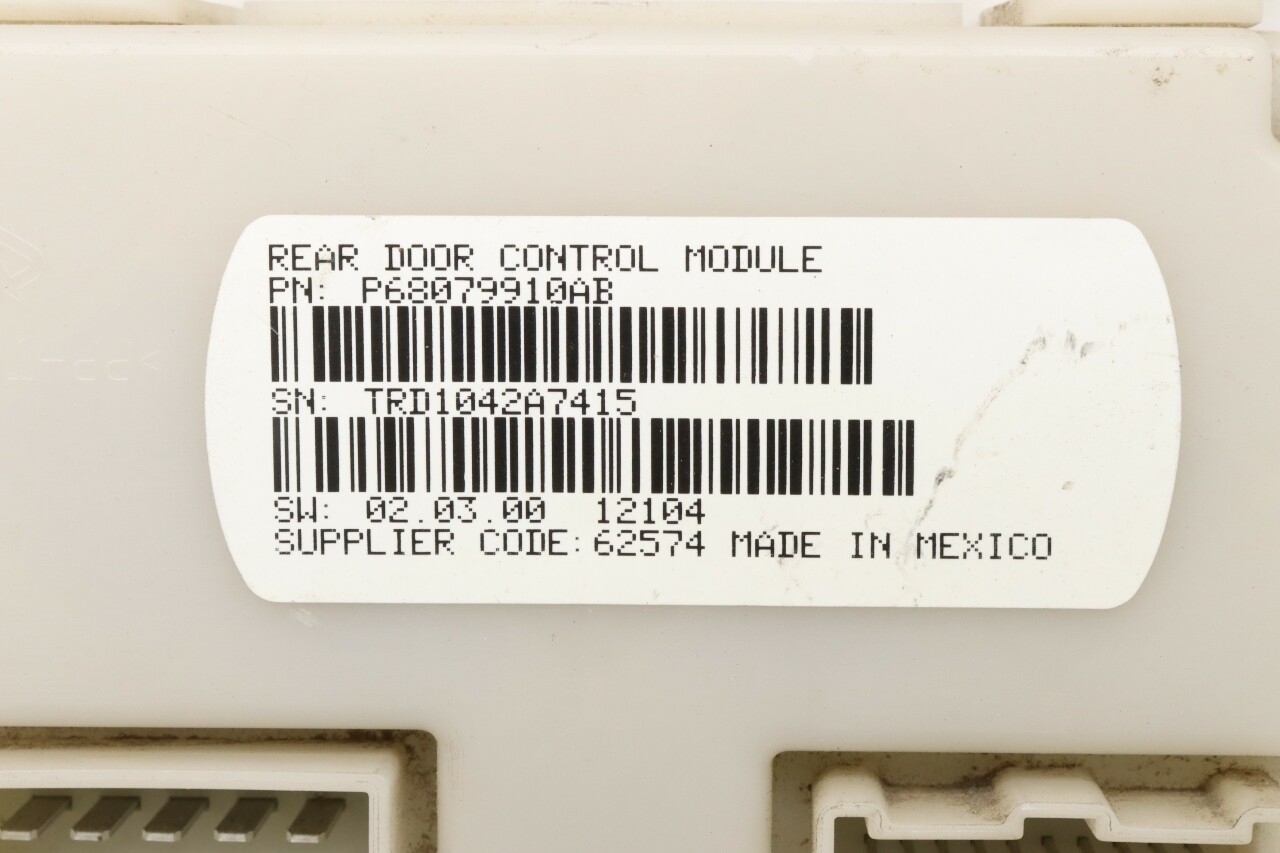 REAR DOOR CONTROL MODULE
PN: P68079910AB
SN: TRD1042A7415
SW: 02.03.00 12104
SUPPLIER CODE:62574 MADE IN MEXICO